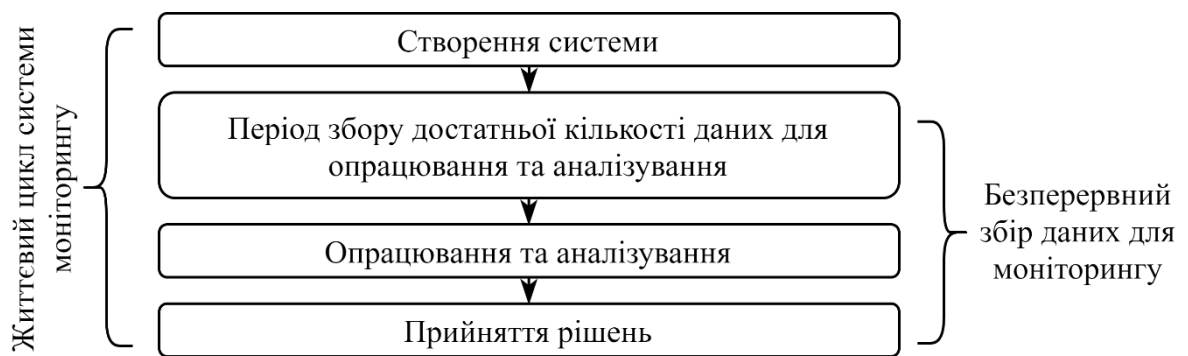 Життєвий цикл системи
моніторингу
Створення системи
Період збору достатньої кількості даних для
опрацювання та аналізування
Опрацювання та аналізування
Прийняття рішень
Безперервний
збір даних для
моніторингу